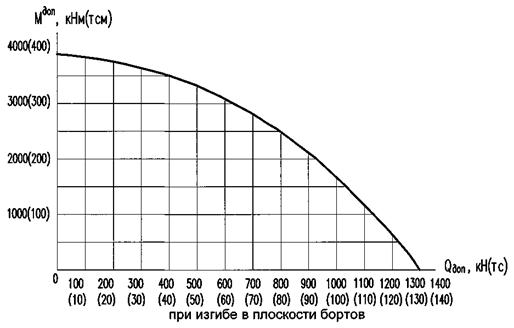 Mдоп, кНм(тсм)
4000(400)
3000(300)
2000(200)
1000(100)
Qдоп, кН(тс)
0 100 200 300 400 500 600 700 800 900 1000 1100 1200 1300 1400
(10) (20) (30) (40) (50) (60) (70) (80) (90) (100) (110) (120) (130) (140)
при изгибе в плоскости бортов